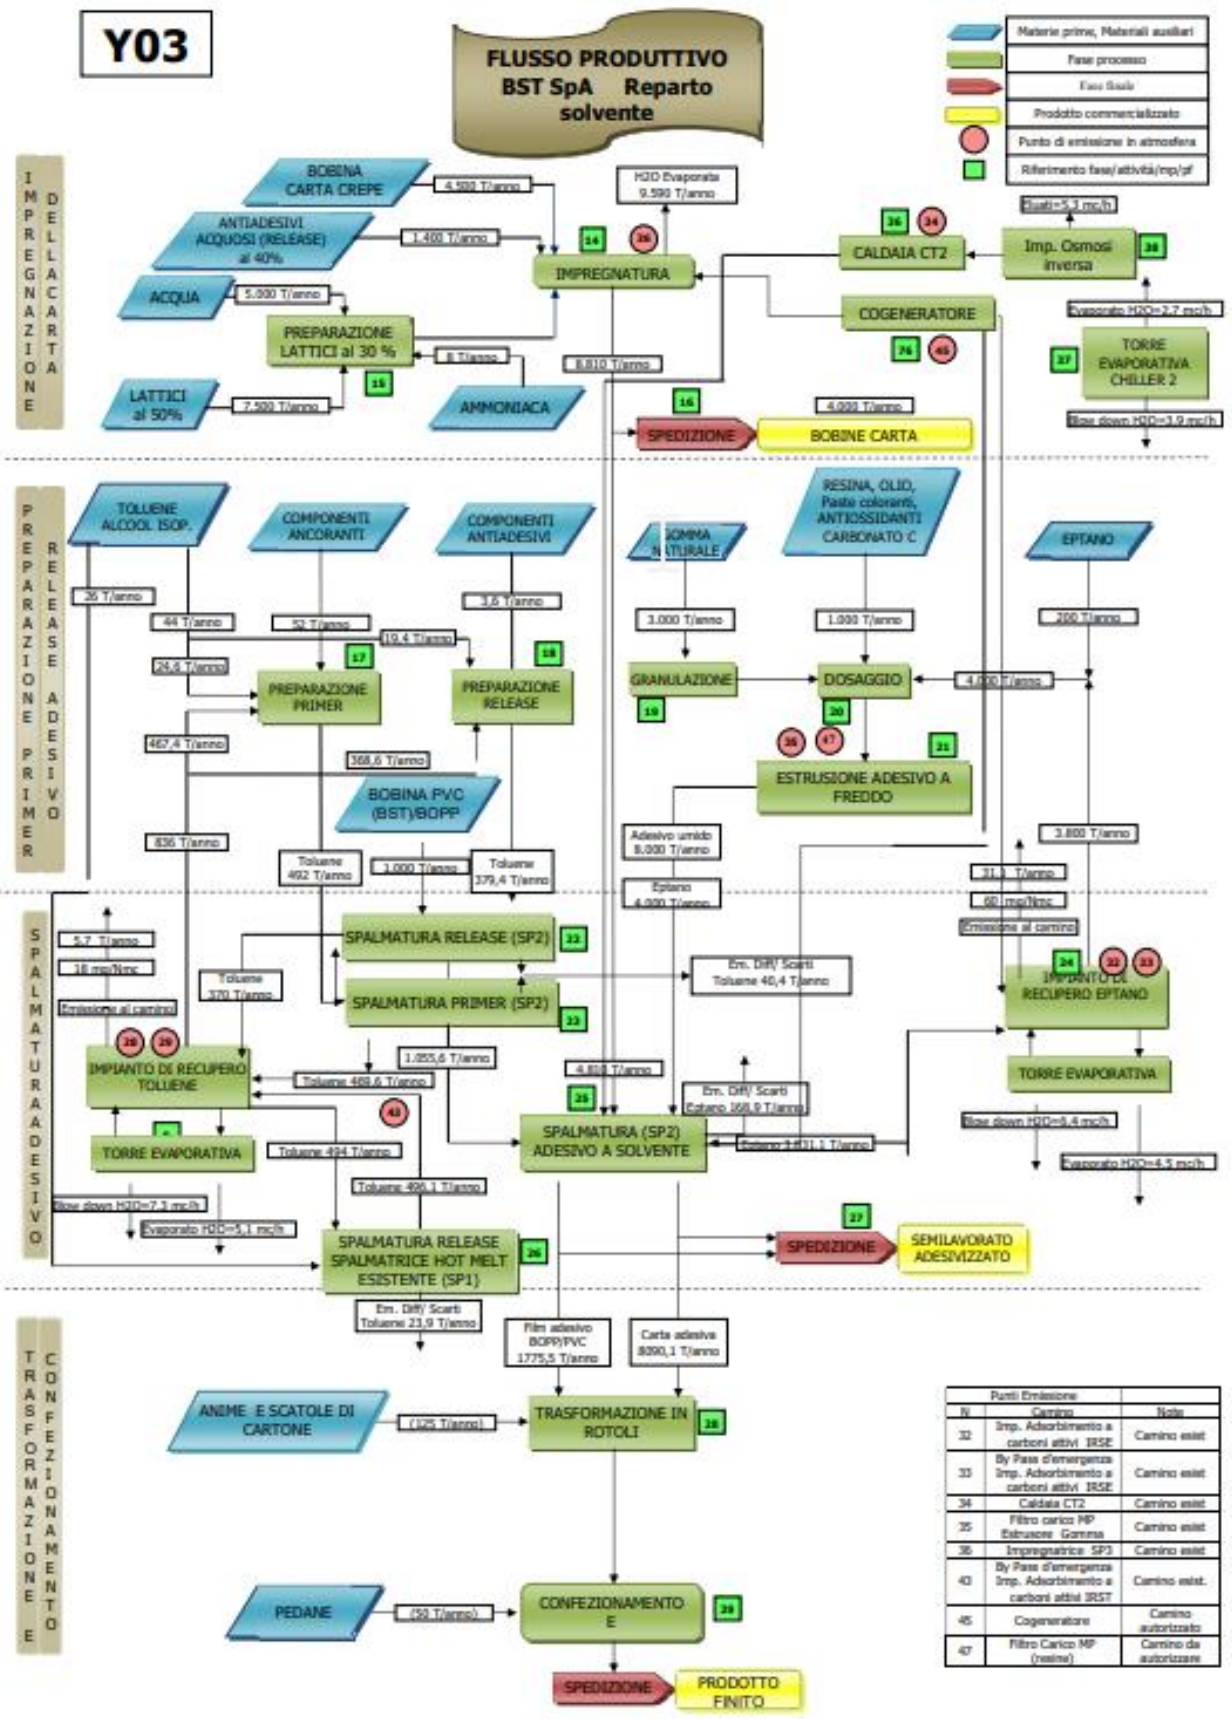 Y03
FLUSSO PRODUTTIVO
BST SpA Reparto
solvente
Materie prime, Materiali ausiliari
Fase processo
Fase finale
Prodotto commercializzato
Punto di emissione in atmosfera
Riferimento fase/attività/mp/pf
IMPREGNAZIONE
DELLA CARTA
BOBINA
CARTA CREPE
4.500 T/anno
H2O Evaporata
9.590 T/anno
ANTIADESIVI
ACQUOSI (RELEASE)
al 40%
1.400 T/anno
14
36
IMPREGNATURA
36
34
CALDAIA CT2
Eluati=5,3 mc/h
Imp. Osmosi
inversa
38
ACQUA
5.000 T/anno
PREPARAZIONE
LATTICI al 30 %
15
8 T/anno
COGENERATORE
76
45
Evaporato H2O=2.7 mc/h
37
TORRE
EVAPORATIVA
CHILLER 2
Blow down H2O=3.9 mc/h
LATTICI
al 50%
7.500 T/anno
AMMONIACA
8.810 T/anno
16
SPEDIZIONE
4.000 T/anno
BOBINE CARTA
PREPARAZIONE PRIMER
RELEASE ADESIVO
TOLUENE
ALCOOL ISOP.
COMPONENTI
ANCORANTI
COMPONENTI
ANTIADESIVI
GOMMA
NATURALE
RESINA, OLIO,
Paste coloranti,
ANTIOSSIDANTI
CARBONATO C
EPTANO
26 T/anno
44 T/anno
52 T/anno
3,6 T/anno
3.000 T/anno
1.000 T/anno
200 T/anno
24,6 T/anno
19,4 T/anno
17
PREPARAZIONE
PRIMER
18
PREPARAZIONE
RELEASE
GRANULAZIONE
19
DOSAGGIO
20
4.000 T/anno
467,4 T/anno
368,6 T/anno
35
47
21
ESTRUSIONE ADESIVO A
FREDDO
BOBINA PVC
(BST)/BOPP
836 T/anno
Toluene
492 T/anno
1.000 T/anno
Toluene
379,4 T/anno
Adesivo umido
8.000 T/anno
Eptano
4.000 T/anno
3.800 T/anno
31,1 T/anno
60 mg/Nmc
Emissione al camino
SPALMATURA ADESIVO
5,7 T/anno
18 mg/Nmc
Emissione al camino
Toluene
370 T/anno
SPALMATURA RELEASE (SP2)
22
SPALMATURA PRIMER (SP2)
23
Em. Diff/ Scarti
Toluene 40,4 T/anno
24
32
33
IMPIANTO DI
RECUPERO EPTANO
28
29
IMPIANTO DI RECUPERO
TOLUENE
1.055,6 T/anno
Toluene 469,6 T/anno
43
4.810 T/anno
25
Em. Diff/ Scarti
Eptano 168,9 T/anno
TORRE EVAPORATIVA
SPALMATURA (SP2)
ADESIVO A SOLVENTE
Eptano 3.831,1 T/anno
Blow down H2O=6.4 mc/h
Evaporato H2O=4.5 mc/h
TORRE EVAPORATIVA
Toluene 494 T/anno
Toluene 496,1 T/anno
Blow down H2O=7.3 mc/h
Evaporato H2O=5,1 mc/h
SPALMATURA RELEASE
SPALMATRICE HOT MELT
ESISTENTE (SP1)
26
27
SPEDIZIONE
SEMILAVORATO
ADESIVIZZATO
Em. Diff/ Scarti
Toluene 23,9 T/anno
TRASFORMAZIONE E
CONFEZIONAMENTO
Film adesivo
BOPP/PVC
1775,5 T/anno
Carta adesiva
8090,1 T/anno
ANIME E SCATOLE DI
CARTONE
(125 T/anno)
TRASFORMAZIONE IN
ROTOLI
28
PEDANE
(50 T/anno)
CONFEZIONAMENTO
E
29
SPEDIZIONE
PRODOTTO
FINITO
Punti Emissione
N Camino Note
32 Imp. Adsorbimento a carboni attivi IRSE Camino esist
33 By Pass d'emergenza Imp. Adsorbimento a carboni attivi IRSE Camino esist
34 Caldaia CT2 Camino esist
35 Filtro carico MP Estrusore Gomma Camino esist
36 Impregnatrice SP3 Camino esist
43 By Pass d'emergenza Imp. Adsorbimento a carboni attivi IRST Camino esist.
45 Cogeneratore Camino autorizzato
47 Filtro Carico MP (resine) Camino da autorizzare